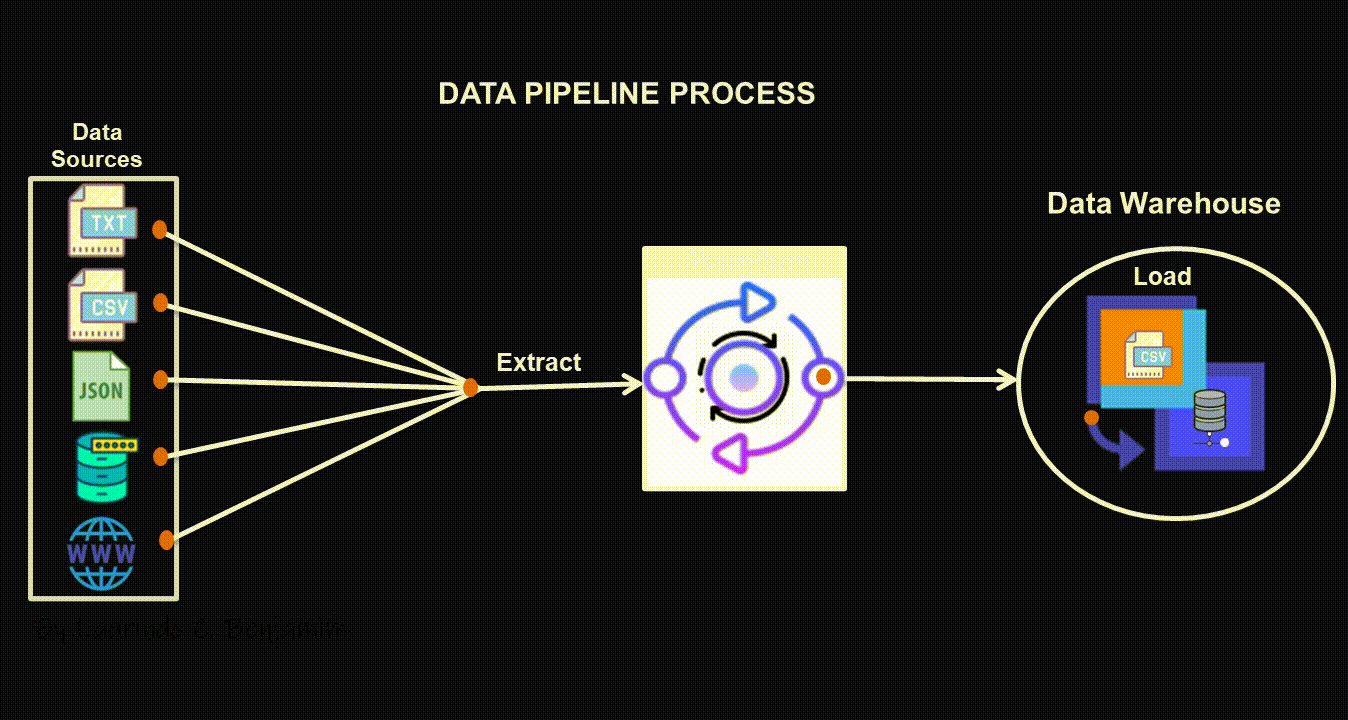 DATA PIPELINE PROCESS
Data
Sources
TXT
CSV
JSON
WWW
Extract
Data Warehouse
Load
CSV
By Laurindo C. Benjamim